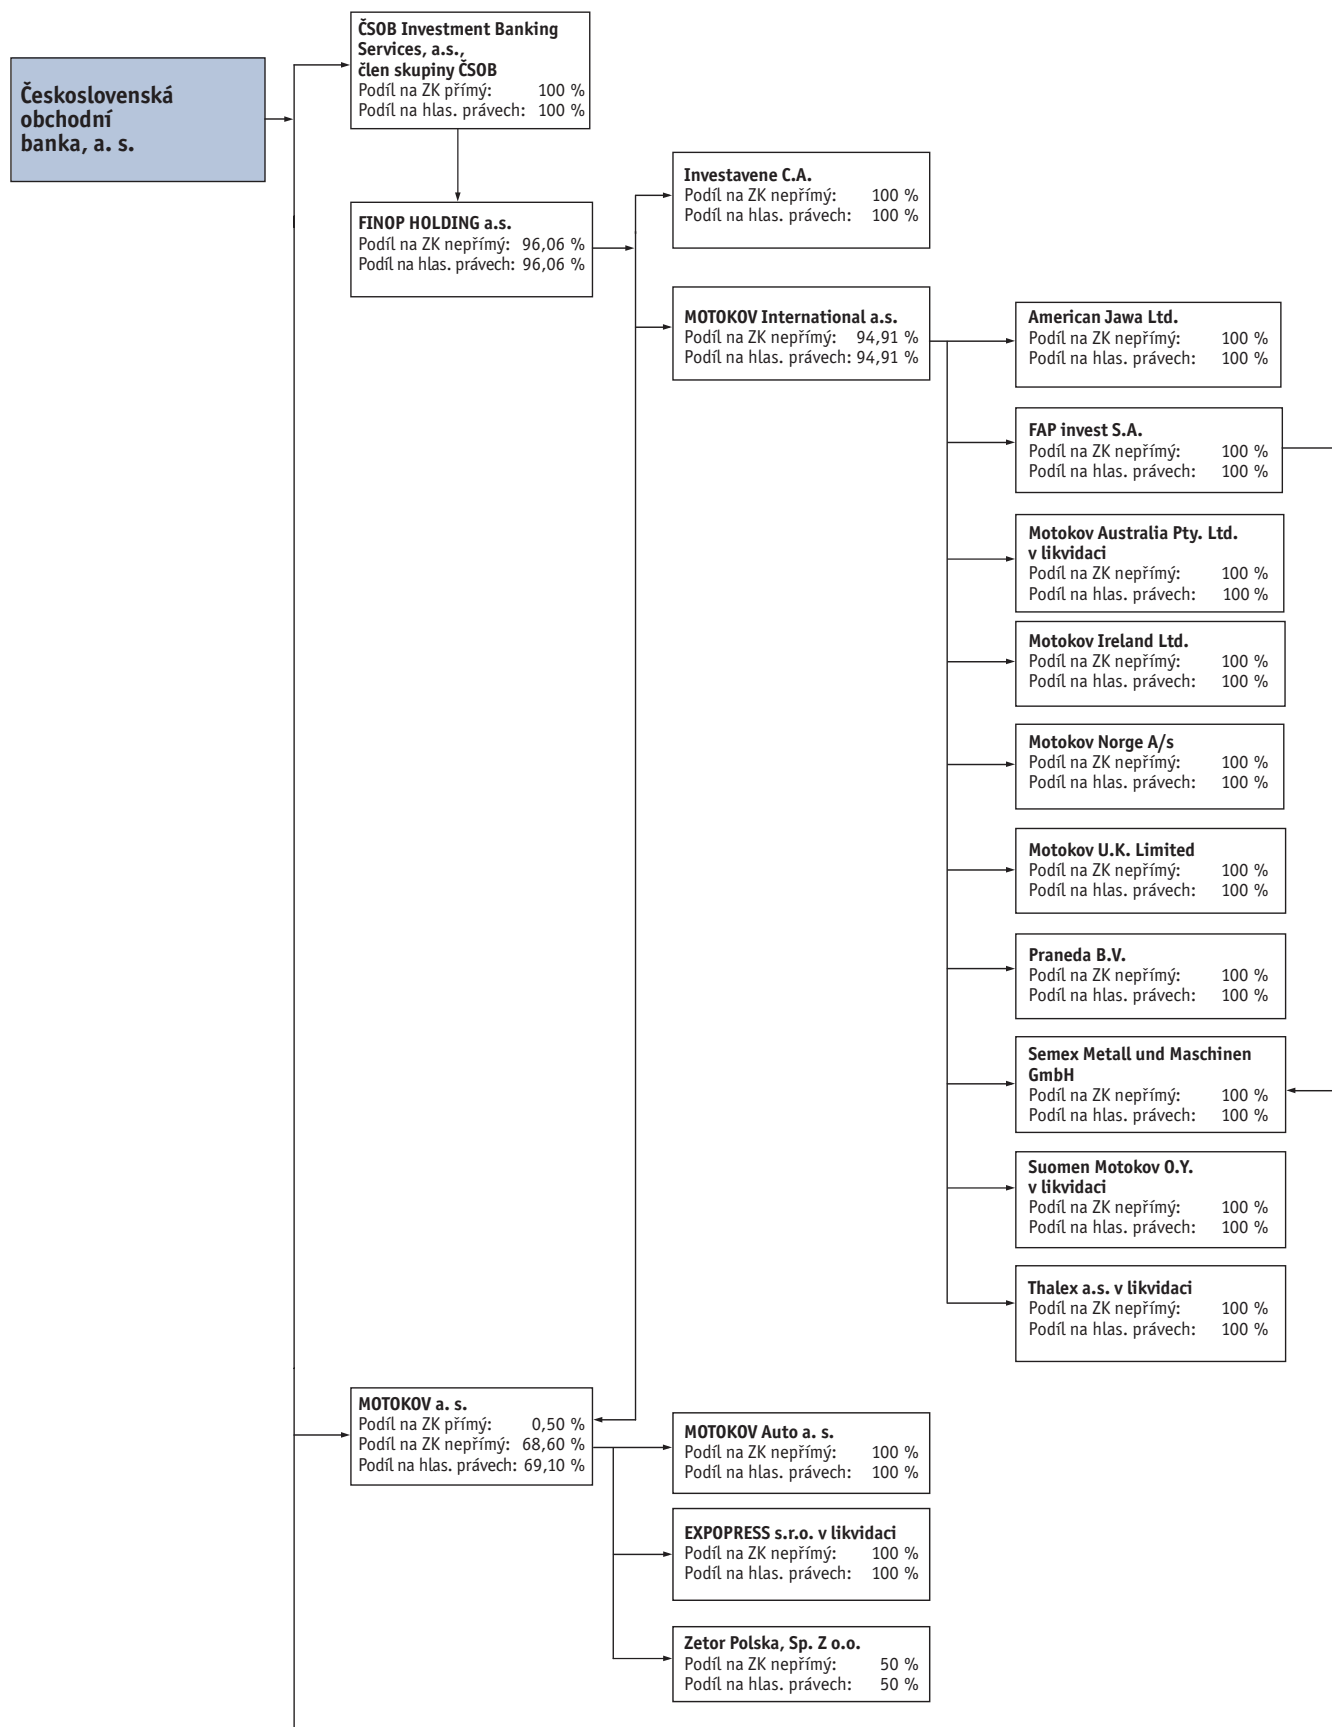 Československá
obchodní
banka, a. s.
ČSOB Investment Banking
Services, a.s.,
člen skupiny ČSOB
Podíl na ZK přímý: 100 %
Podíl na hlas. právech: 100 %
FINOP HOLDING a.s.
Podíl na ZK nepřímý: 96,06 %
Podíl na hlas. právech: 96,06 %
Investavene C.A.
Podíl na ZK nepřímý: 100 %
Podíl na hlas. právech: 100 %
MOTOKOV International a.s.
Podíl na ZK nepřímý: 94,91 %
Podíl na hlas. právech: 94,91 %
American Jawa Ltd.
Podíl na ZK nepřímý: 100 %
Podíl na hlas. právech: 100 %
FAP invest S.A.
Podíl na ZK nepřímý: 100 %
Podíl na hlas. právech: 100 %
Motokov Australia Pty. Ltd.
v likvidaci
Podíl na ZK nepřímý: 100 %
Podíl na hlas. právech: 100 %
Motokov Ireland Ltd.
Podíl na ZK nepřímý: 100 %
Podíl na hlas. právech: 100 %
Motokov Norge A/s
Podíl na ZK nepřímý: 100 %
Podíl na hlas. právech: 100 %
Motokov U.K. Limited
Podíl na ZK nepřímý: 100 %
Podíl na hlas. právech: 100 %
Praneda B.V.
Podíl na ZK nepřímý: 100 %
Podíl na hlas. právech: 100 %
Semex Metall und Maschinen
GmbH
Podíl na ZK nepřímý: 100 %
Podíl na hlas. právech: 100 %
Suomen Motokov O.Y.
v likvidaci
Podíl na ZK nepřímý: 100 %
Podíl na hlas. právech: 100 %
Thalex a.s. v likvidaci
Podíl na ZK nepřímý: 100 %
Podíl na hlas. právech: 100 %
MOTOKOV a. s.
Podíl na ZK přímý: 0,50 %
Podíl na ZK nepřímý: 68,60 %
Podíl na hlas. právech: 69,10 %
MOTOKOV Auto a. s.
Podíl na ZK nepřímý: 100 %
Podíl na hlas. právech: 100 %
EXPOPRESS s.r.o. v likvidaci
Podíl na ZK nepřímý: 100 %
Podíl na hlas. právech: 100 %
Zetor Polska, Sp. Z o.o.
Podíl na ZK nepřímý: 50 %
Podíl na hlas. právech: 50 %